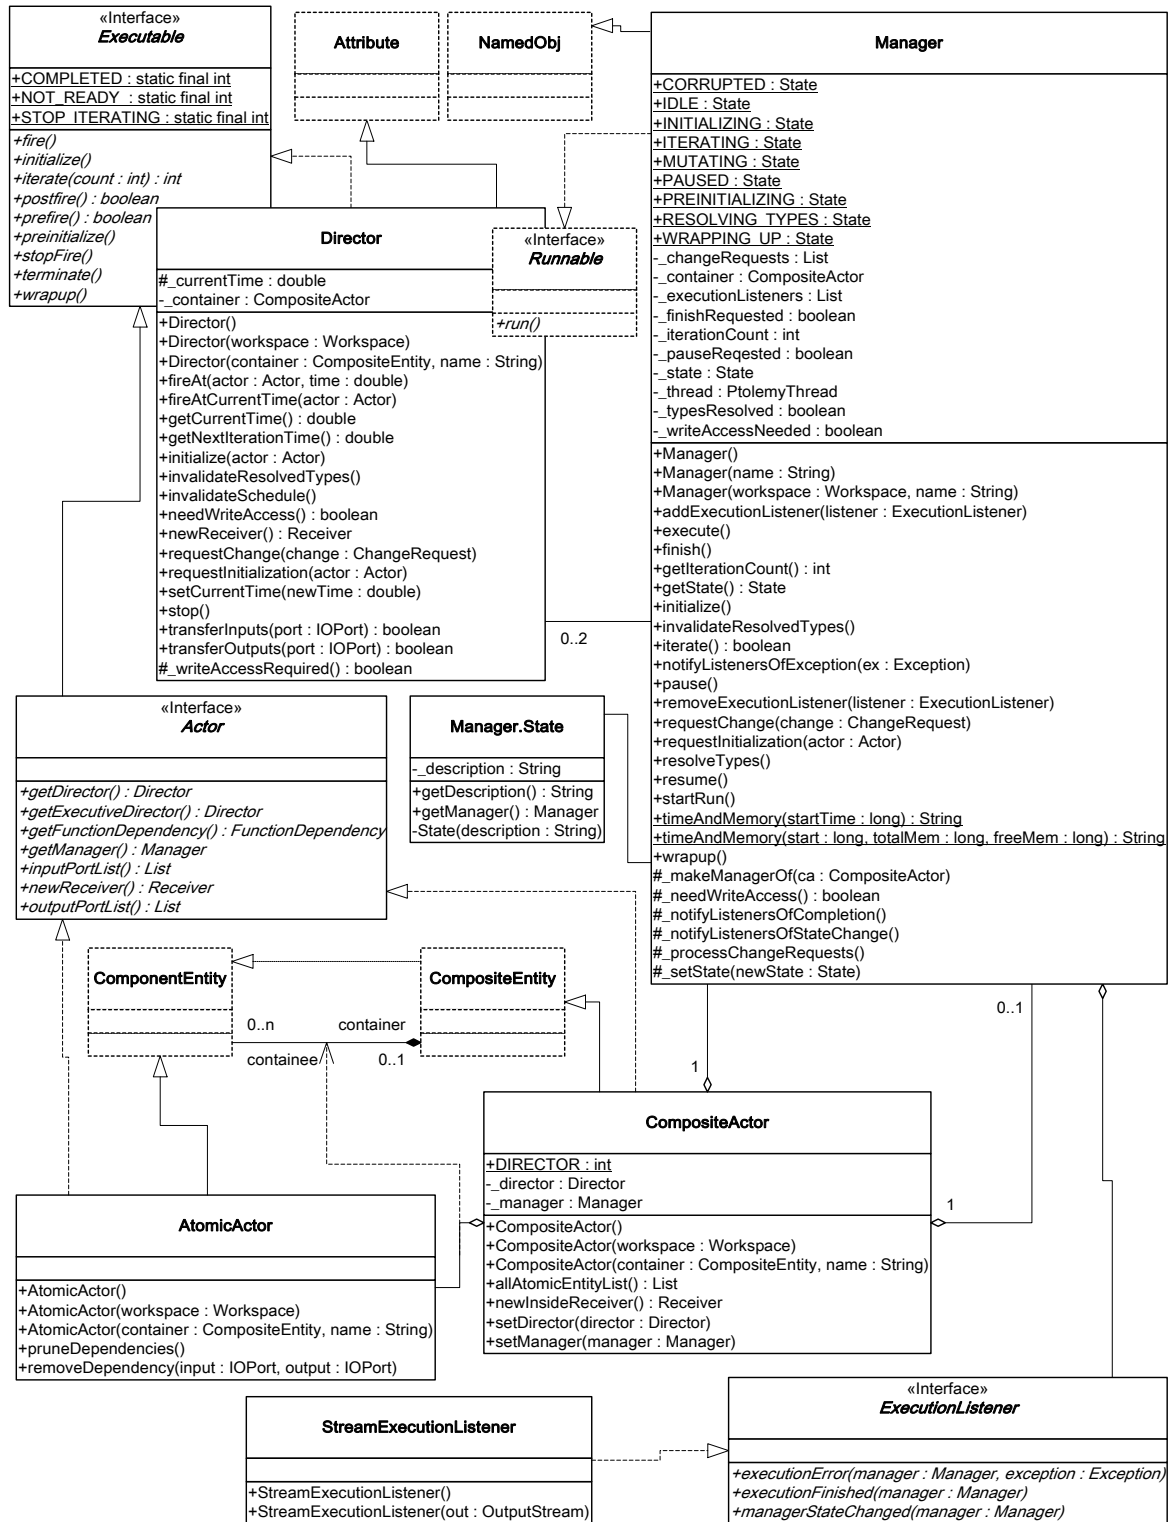 «Interface»
Executable
+COMPLETED : static final int
+NOT_READY : static final int
+STOP_ITERATING : static final int
+fire()
+initialize()
+iterate(count : int) : int
+postfire() : boolean
+prefire() : boolean
+preinitialize()
+stopFire()
+terminate()
+wrapup()
Attribute
NamedObj
Manager
+CORRUPTED : State
+IDLE : State
+INITIALIZING : State
+ITERATING : State
+MUTATING : State
+PAUSED : State
+PREINITIALIZING : State
+RESOLVING_TYPES : State
+WRAPPING_UP : State
-_changeRequests : List
-_container : CompositeActor
-_executionListeners : List
-_finishRequested : boolean
-_iterationCount : int
-_pauseReqested : boolean
-_state : State
-_thread : PtolemyThread
-_typesResolved : boolean
-_writeAccessNeeded : boolean
+Manager()
+Manager(name : String)
+Manager(workspace : Workspace, name : String)
+addExecutionListener(listener : ExecutionListener)
+execute()
+finish()
+getIterationCount() : int
+getState() : State
+initialize()
+invalidateResolvedTypes()
+iterate() : boolean
+notifyListenersOfException(ex : Exception)
+pause()
+removeExecutionListener(listener : ExecutionListener)
+requestChange(change : ChangeRequest)
+requestInitialization(actor : Actor)
+resolveTypes()
+resume()
+startRun()
+timeAndMemory(startTime : long) : String
+timeAndMemory(start : long, totalMem : long, freeMem : long) : String
+wrapup()
#_makeManagerOf(ca : CompositeActor)
#_needWriteAccess() : boolean
#_notifyListenersOfCompletion()
#_notifyListenersOfStateChange()
#_processChangeRequests()
#_setState(newState : State)
Director
#_currentTime : double
-_container : CompositeActor
+Director()
+Director(workspace : Workspace)
+Director(container : CompositeEntity, name : String)
+fireAt(actor : Actor, time : double)
+fireAtCurrentTime(actor : Actor)
+getCurrentTime() : double
+getNextIterationTime() : double
+initialize(actor : Actor)
+invalidateResolvedTypes()
+invalidateSchedule()
+needWriteAccess() : boolean
+newReceiver() : Receiver
+requestChange(change : ChangeRequest)
+requestInitialization(actor : Actor)
+setCurrentTime(newTime : double)
+stop()
+transferInputs(port : IOPort) : boolean
+transferOutputs(port : IOPort) : boolean
#_writeAccessRequired() : boolean
«Interface»
Runnable
+run()
0..2
«Interface»
Actor
+getDirector() : Director
+getExecutiveDirector() : Director
+getFunctionDependency() : FunctionDependency
+getManager() : Manager
+inputPortList() : List
+newReceiver() : Receiver
+outputPortList() : List
Manager.State
-_description : String
+getDescription() : String
+getManager() : Manager
-State(description : String)
ComponentEntity
CompositeEntity
0..n
container
containee
0..1
0..1
1
1
CompositeActor
+DIRECTOR : int
-_director : Director
-_manager : Manager
+CompositeActor()
+CompositeActor(workspace : Workspace)
+CompositeActor(container : CompositeEntity, name : String)
+allAtomicEntityList() : List
+newInsideReceiver() : Receiver
+setDirector(director : Director)
+setManager(manager : Manager)
AtomicActor
+AtomicActor()
+AtomicActor(workspace : Workspace)
+AtomicActor(container : CompositeEntity, name : String)
+pruneDependencies()
+removeDependency(input : IOPort, output : IOPort)
StreamExecutionListener
+StreamExecutionListener()
+StreamExecutionListener(out : OutputStream)
«Interface»
ExecutionListener
+executionError(manager : Manager, exception : Exception)
+executionFinished(manager : Manager)
+managerStateChanged(manager : Manager)